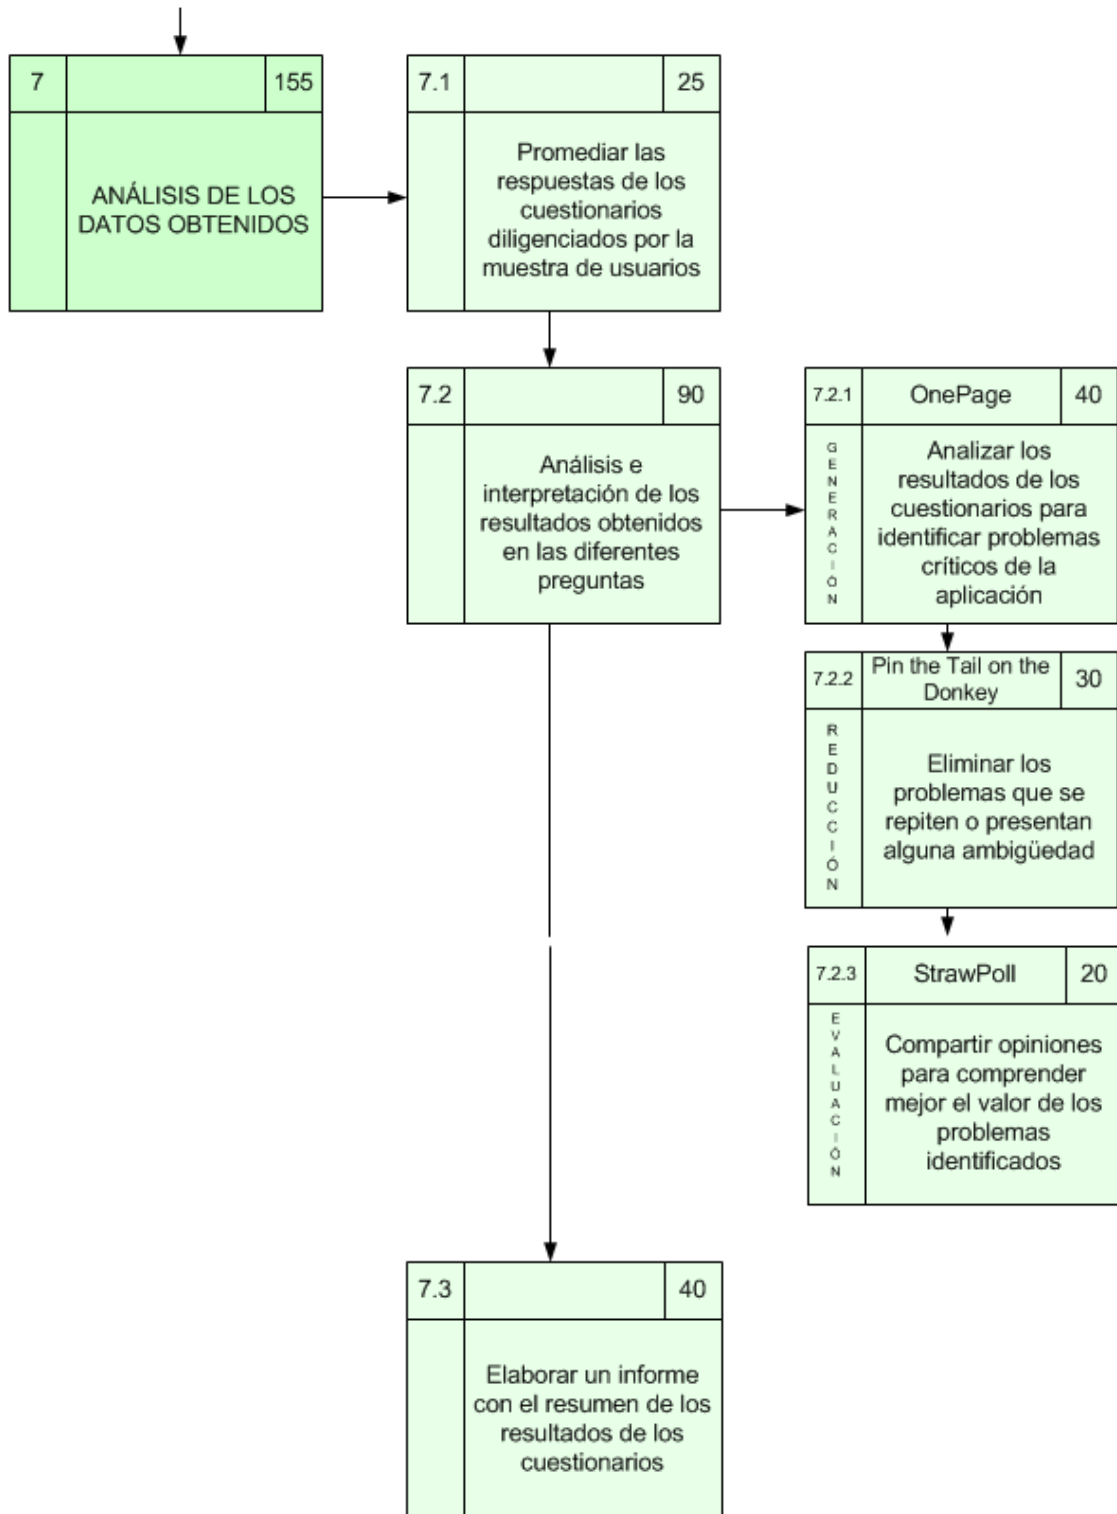 7
155
ANÁLISIS DE LOS
DATOS OBTENIDOS
7.1
25
Promediar las
respuestas de los
cuestionarios
diligenciados por la
muestra de usuarios
7.2
90
Análisis e
interpretación de los
resultados obtenidos
en las diferentes
preguntas
7.2.1
OnePage
40
GENERACIÓN
Analizar los
resultados de los
cuestionarios para
identificar problemas
críticos de la
aplicación
7.2.2
Pin the Tail on the
Donkey
30
REDUCCIÓN
Eliminar los
problemas que se
repiten o presentan
alguna ambigüedad
7.2.3
StrawPoll
20
EVALUACIÓN
Compartir opiniones
para comprender
mejor el valor de los
problemas
identificados
7.3
40
Elaborar un informe
con el resumen de los
resultados de los
cuestionarios